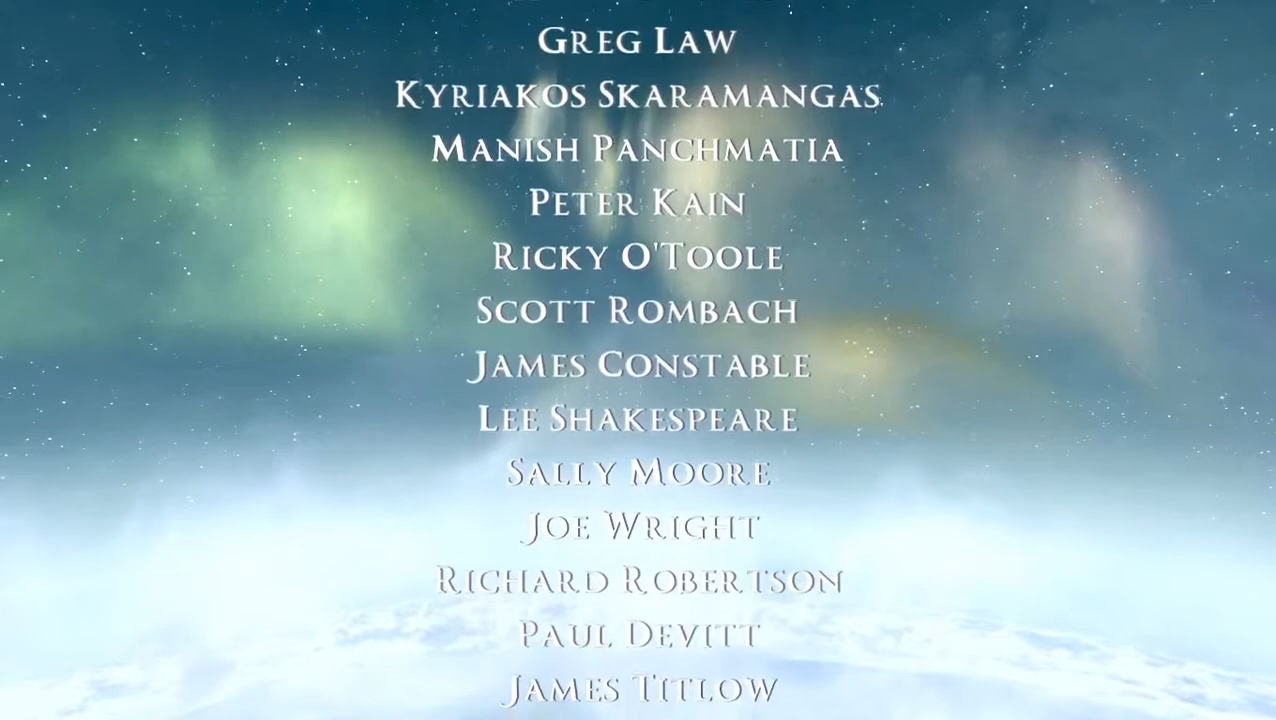 Greg Law
Kyriakos Skaramangas
Manish Panchmatia
Peter Kain
Ricky O'Toole
Scott Rombach
James Constable
Lee Shakespeare
Sally Moore
Joe Wright
Richard Robertson
Paul Devitt
James Titlow